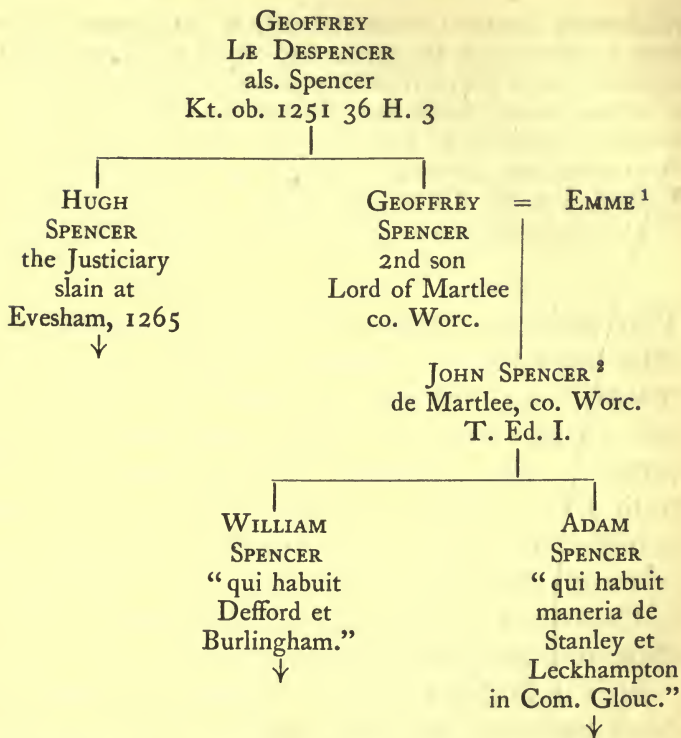 GEOFFREY
LE DESPENCER
als. Spencer
Kt. ob. 1251 36 H. 3
HUGH
SPENCER
the Justiciary
slain at
Evesham, 1265
GEOFFREY = EMME ¹
SPENCER
2nd son
Lord of Martlee
co. Worc.
JOHN SPENCER ²
de Martlee, co. Worc.
T. Ed. I.
WILLIAM
SPENCER
“ qui habuit
Defford et
Burlingham.”
ADAM
SPENCER
“ qui habuit
maneria de
Stanley et
Leckhampton
in Com. Glouc.”